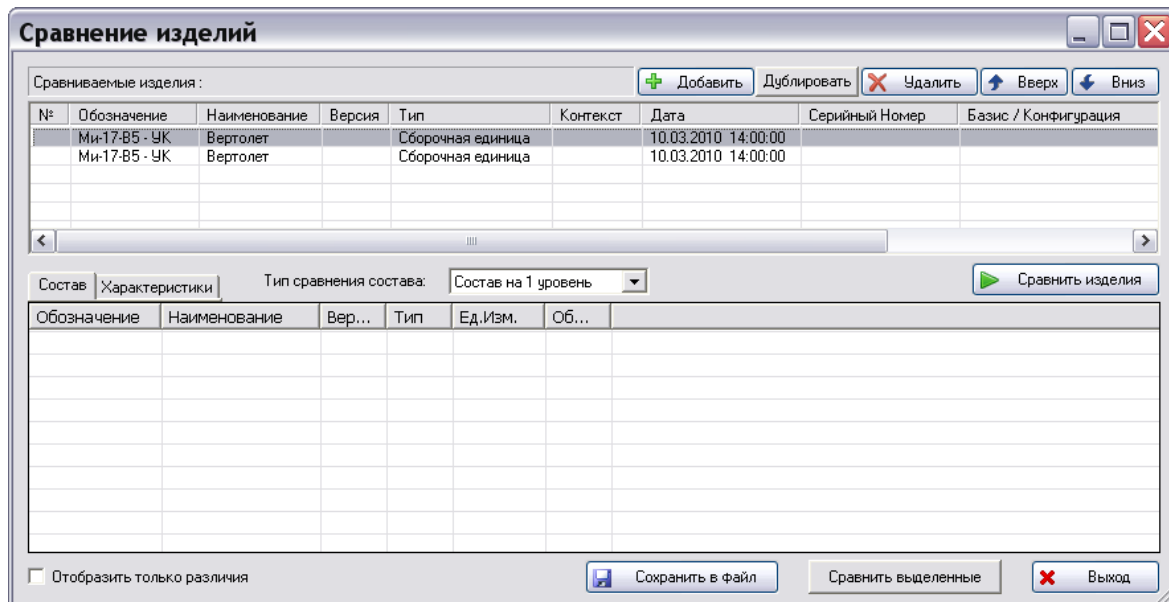 Сравнение изделий
Сравниваемые изделия : Добавить Дублировать Удалить Вверх Вниз
№ Обозначение Наименование Версия Тип Контекст Дата Серийный Номер Базис / Конфигурация
Ми-17-В5 - УК Вертолет Сборочная единица 10.03.2010 14:00:00
Ми-17-В5 - УК Вертолет Сборочная единица 10.03.2010 14:00:00
Состав Характеристики Тип сравнения состава: Состав на 1 уровень Сравнить изделия
Обозначение Наименование Вер... Тип Ед.Изм. Об...
Отобразить только различия Сохранить в файл Сравнить выделенные Выход